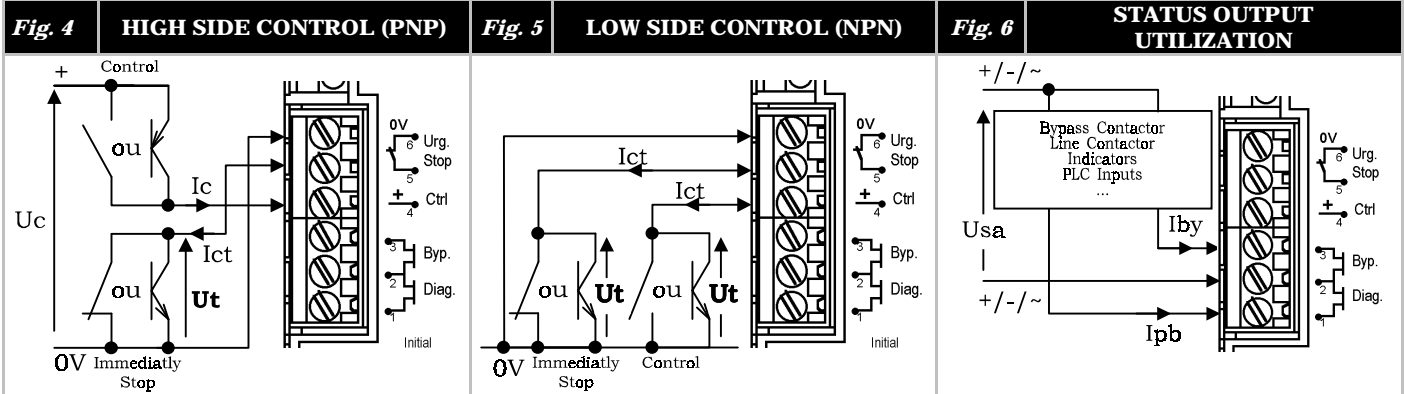 Fig. 4
HIGH SIDE CONTROL (PNP)
+
Control
ou
Ic
Uc
Ict
ou
Ut
0V
Immediatly
Stop
0V
6
Urg.
Stop
5
+
4
Ctrl
3
Byp.
2
Diag.
1
Initial
Fig. 5
LOW SIDE CONTROL (NPN)
Ict
Ict
ou
Ut
ou
Ut
0V
Immediatly
Stop
Control
0V
6
Urg.
Stop
5
+
4
Ctrl
3
Byp.
2
Diag.
1
Initial
Fig. 6
STATUS OUTPUT
UTILIZATION
+/-/~
Bypass Contactor
Line Contactor
Indicators
PLC Inputs
...
Usa
Iby
+/-/~
Ipb
0V
6
Urg.
Stop
5
+
4
Ctrl
3
Byp.
2
Diag.
1